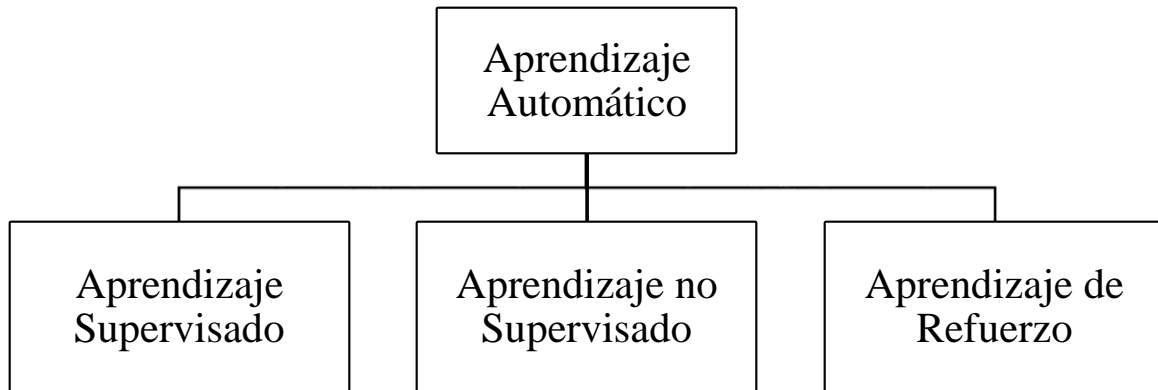 Aprendizaje
Automático
Aprendizaje
Supervisado
Aprendizaje no
Supervisado
Aprendizaje de
Refuerzo